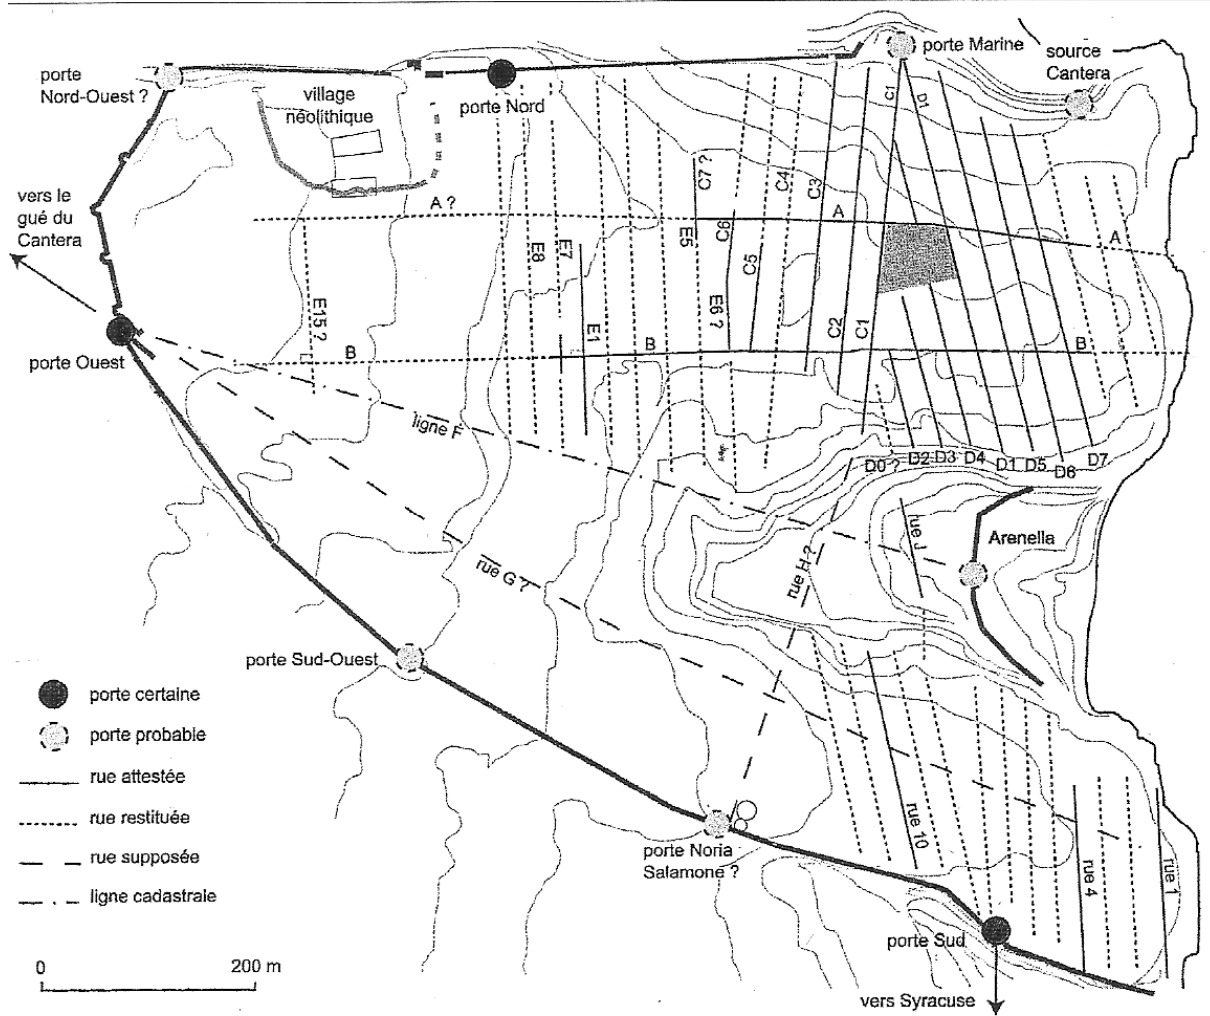 porte Marine
source
Cantera
porte
Nord-Ouest ?
village
néolithique
porte Nord
C1
D1
vers le
gué du
Cantera
A ?
C7 ?
C4
C3
A
A
E8
E7
E5
C6
C5
E15 ?
E1
E6 ?
C2
C1
porte Ouest
B
B
B
ligne F
D0 ?
D2
D3
D4
D1
D5
D6
D7
rue J
Arenella
rue H ?
rue G ?
porte Sud-Ouest
porte certaine
porte probable
rue attestée
rue restituée
rue supposée
ligne cadastrale
rue 10
porte Noria
Salamone ?
rue 4
rue 1
porte Sud
0
200 m
vers Syracuse